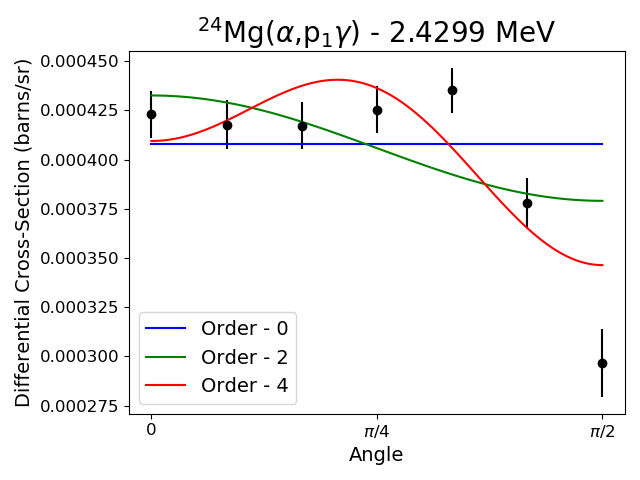 ²⁴Mg(α,p₁γ) - 2.4299 MeV
Differential Cross-Section (barns/sr)
0.000450
0.000425
0.000400
0.000375
0.000350
0.000325
0.000300
0.000275
Order - 0
Order - 2
Order - 4
0
π/4
π/2
Angle